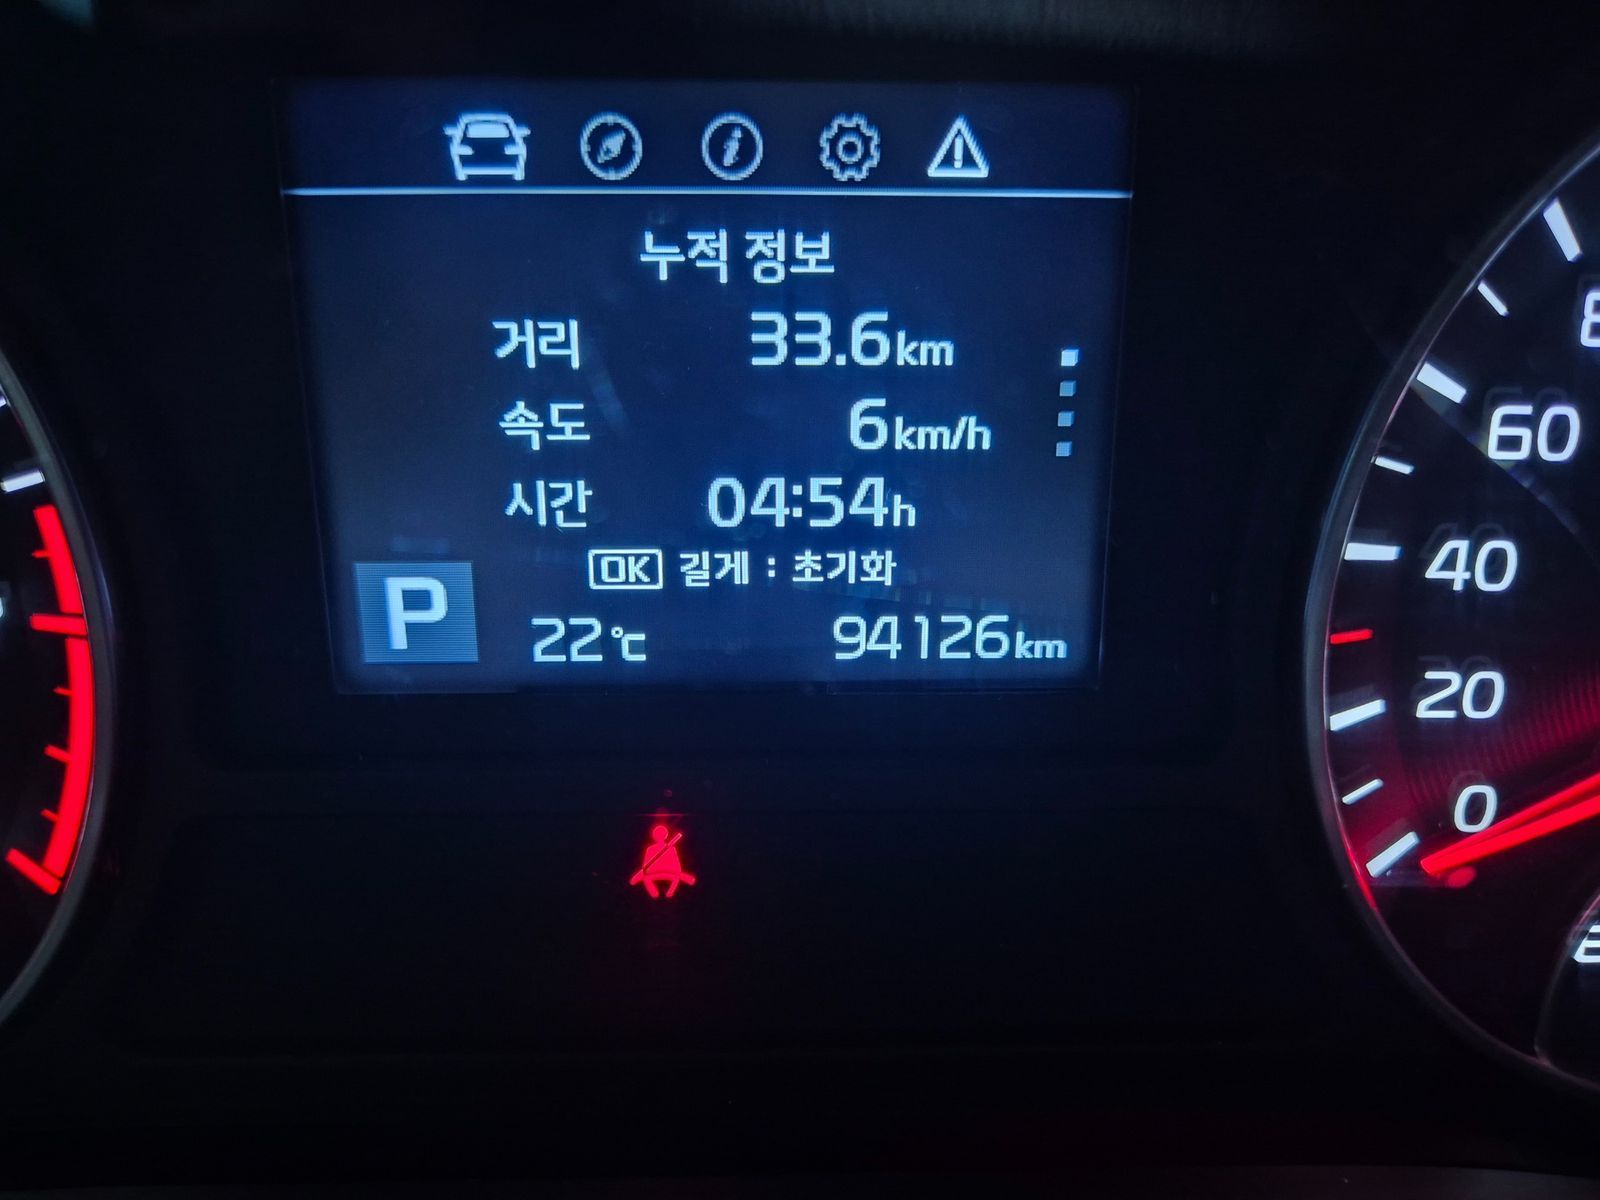 누적 정보
거리 33.6km
속도 6km/h
시간 04:54h
OK 길게 : 초기화
P 22℃ 94126km
60
40
20
0